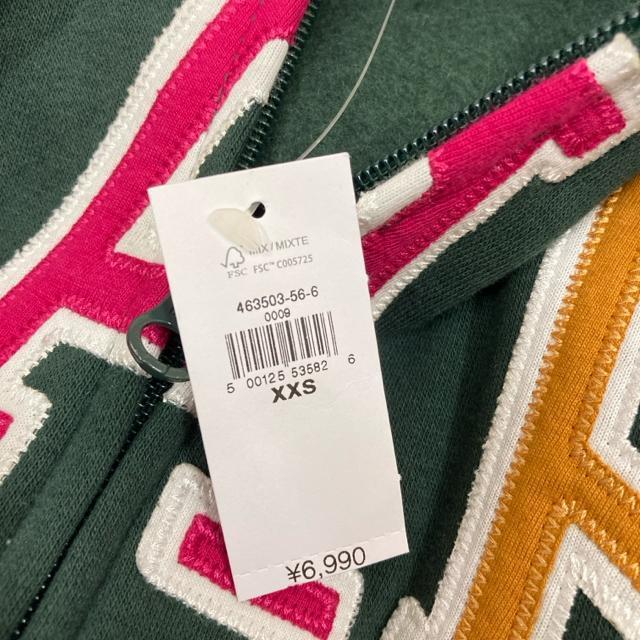 MIX / MIXTE
FSC FSC™ C005725
463503-56-6
0009
5 00125 53582 6
XXS
¥6,990